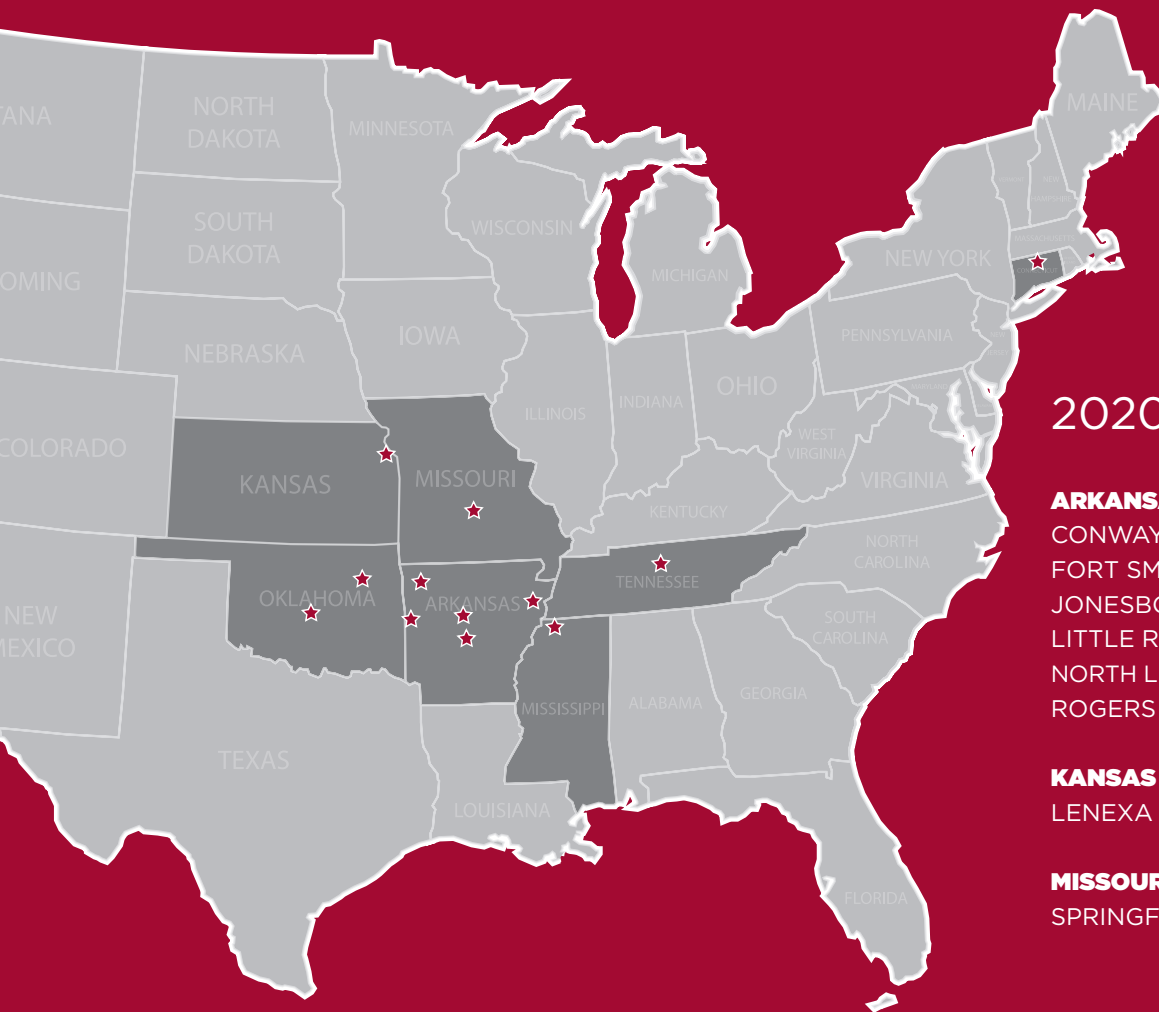 TANA
NORTH
DAKOTA
MINNESOTA
MAINE
SOUTH
DAKOTA
WISCONSIN
NEW YORK
OMING
MICHIGAN
IOWA
PENNSYLVANIA
NEBRASKA
OHIO
INDIANA
ILLINOIS
COLORADO
WEST
VIRGINIA
VIRGINIA
KANSAS
MISSOURI
KENTUCKY
NORTH
CAROLINA
TENNESSEE
OKLAHOMA
ARKANSAS
NEW
MEXICO
SOUTH
CAROLINA
MISSISSIPPI
ALABAMA
GEORGIA
TEXAS
LOUISIANA
FLORIDA
2020
ARKANSA
CONWAY
FORT SM
JONESBO
LITTLE R
NORTH L
ROGERS
KANSAS
LENEXA
MISSOUR
SPRINGF